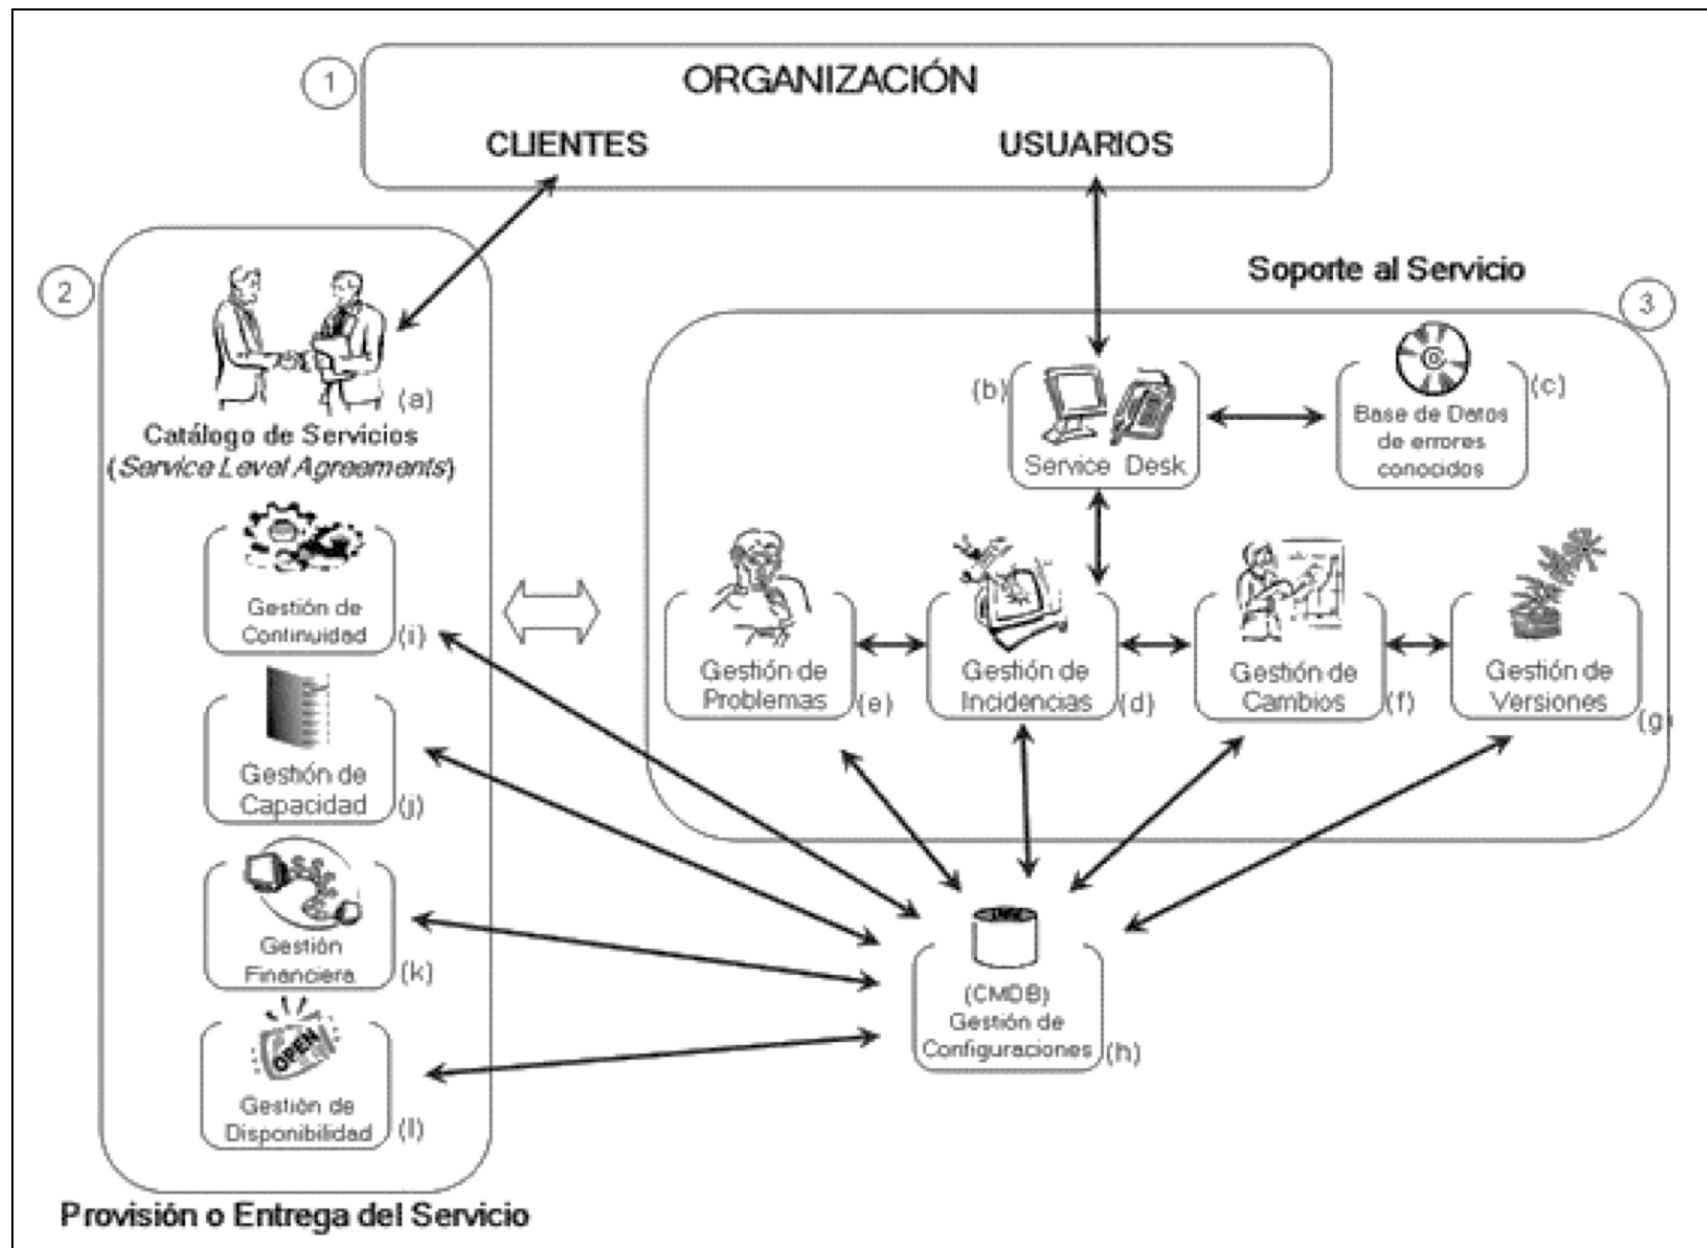 1
ORGANIZACIÓN
CLIENTES
USUARIOS
2
(a)
Catálogo de Servicios
(Service Level Agreements)
Gestión de
Continuidad
(i)
Gestión de
Capacidad
(j)
Gestión
Financiera
(k)
OPEN
Gestión de
Disponibilidad
(l)
Provisión o Entrega del Servicio
Soporte al Servicio
3
(b)
Service Desk
(c)
Base de Datos
de errores
conocidos
Gestión de
Problemas
(e)
Gestión de
Incidencias
(d)
Gestión de
Cambios
(f)
Gestión de
Versiones
(g)
(CMDB)
Gestión de
Configuraciones
(h)